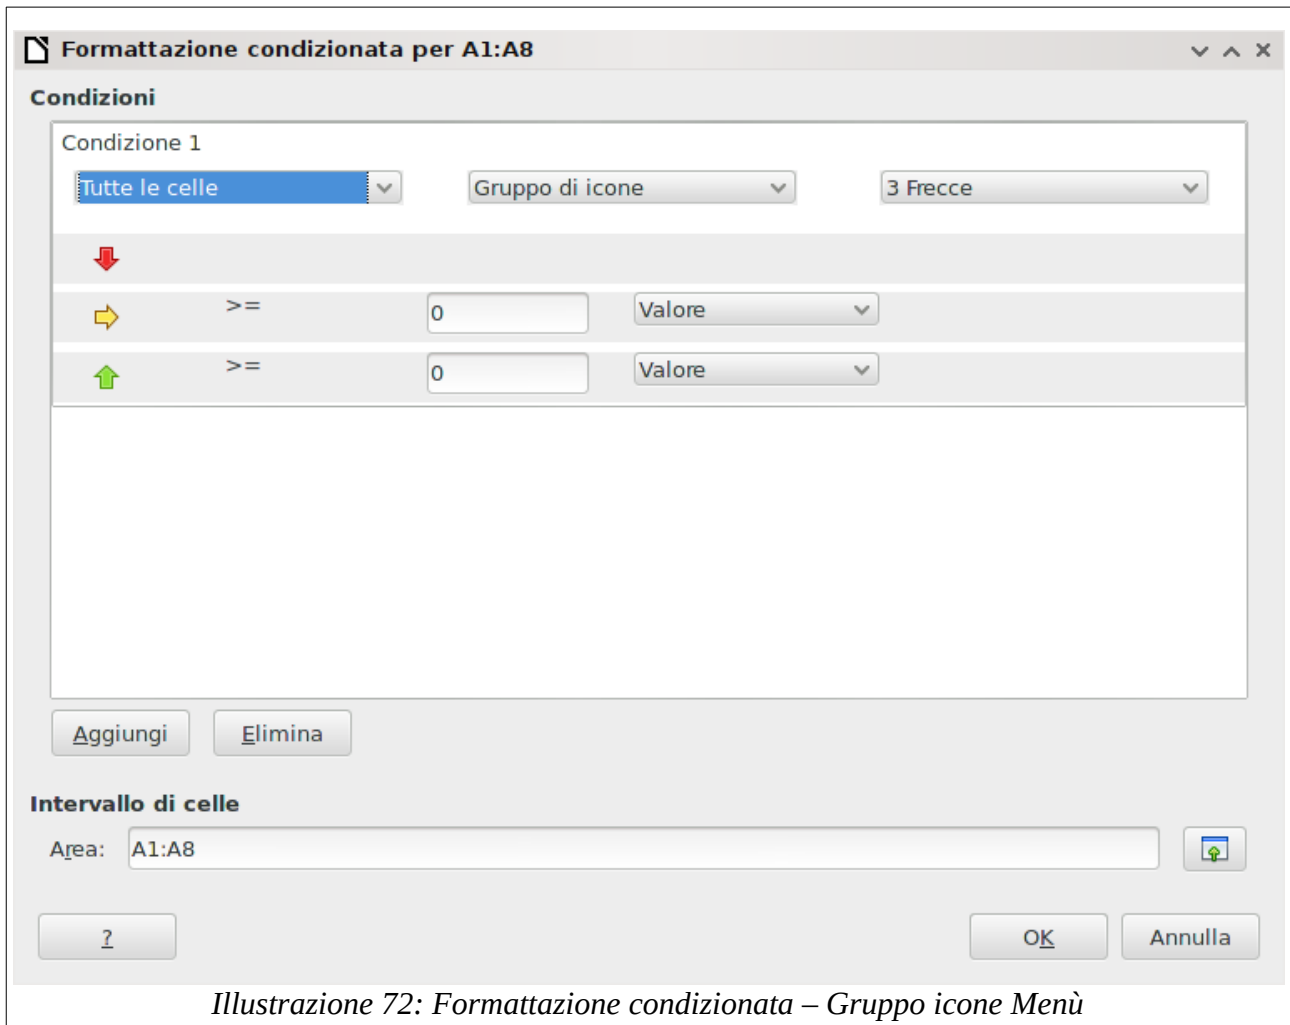 Formattazione condizionata per A1:A8
Condizioni
Condizione 1
Tutte le celle Gruppo di icone 3 Frecce
>= 0 Valore
>= 0 Valore
Aggiungi Elimina
Intervallo di celle
Area: A1:A8
? OK Annulla
Illustrazione 72: Formattazione condizionata – Gruppo icone Menù